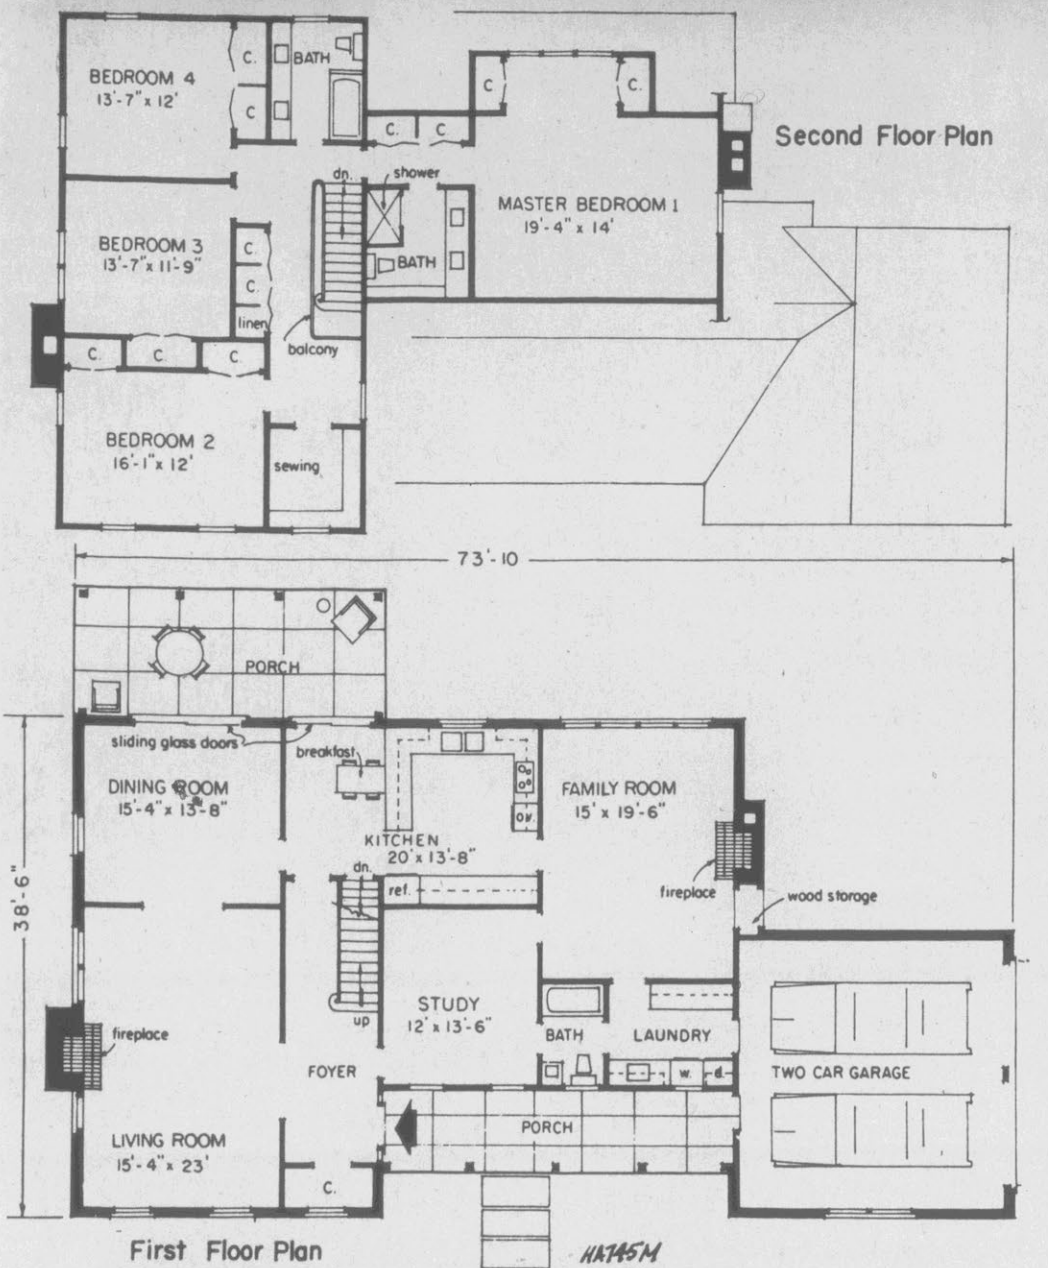 BEDROOM 4
13'-7" x 12'
C.
C.
BATH
C.
C.
C.
C.
Second Floor Plan
dn.
shower
MASTER BEDROOM 1
19'-4" x 14'
BEDROOM 3
13'-7" x 11'-9"
C.
C.
linen
BATH
balcony
C.
C.
C.
BEDROOM 2
16'-1" x 12'
sewing
73'-10
PORCH
sliding glass doors
breakfast
DINING ROOM
15'-4" x 13'-8"
FAMILY ROOM
15' x 19'-6"
ov.
KITCHEN
20' x 13'-8"
dn.
ref.
fireplace
wood storage
38'-6"
STUDY
12' x 13'-6"
up
fireplace
BATH
LAUNDRY
FOYER
w.
d.
TWO CAR GARAGE
PORCH
LIVING ROOM
15'-4" x 23'
C.
First Floor Plan
HA745M